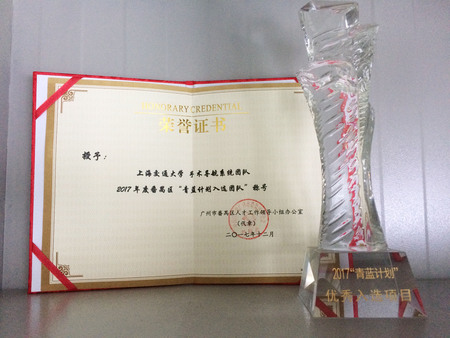 HONORARY CREDENTIAL
荣誉证书
授予：
上海交通大学 手术导航系统团队
2017年度番禺区“青蓝计划入选团队”称号
广州市番禺区人才工作领导小组办公室
（代章）
二〇一七年十二月
2017“青蓝计划”
优秀入选项目